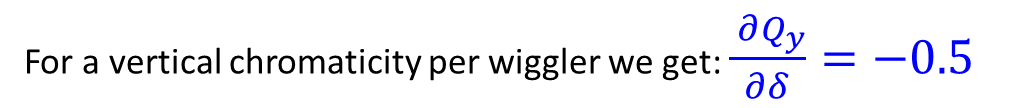 For a vertical chromaticity per wiggler we get: ∂Q_y/∂δ = −0.5